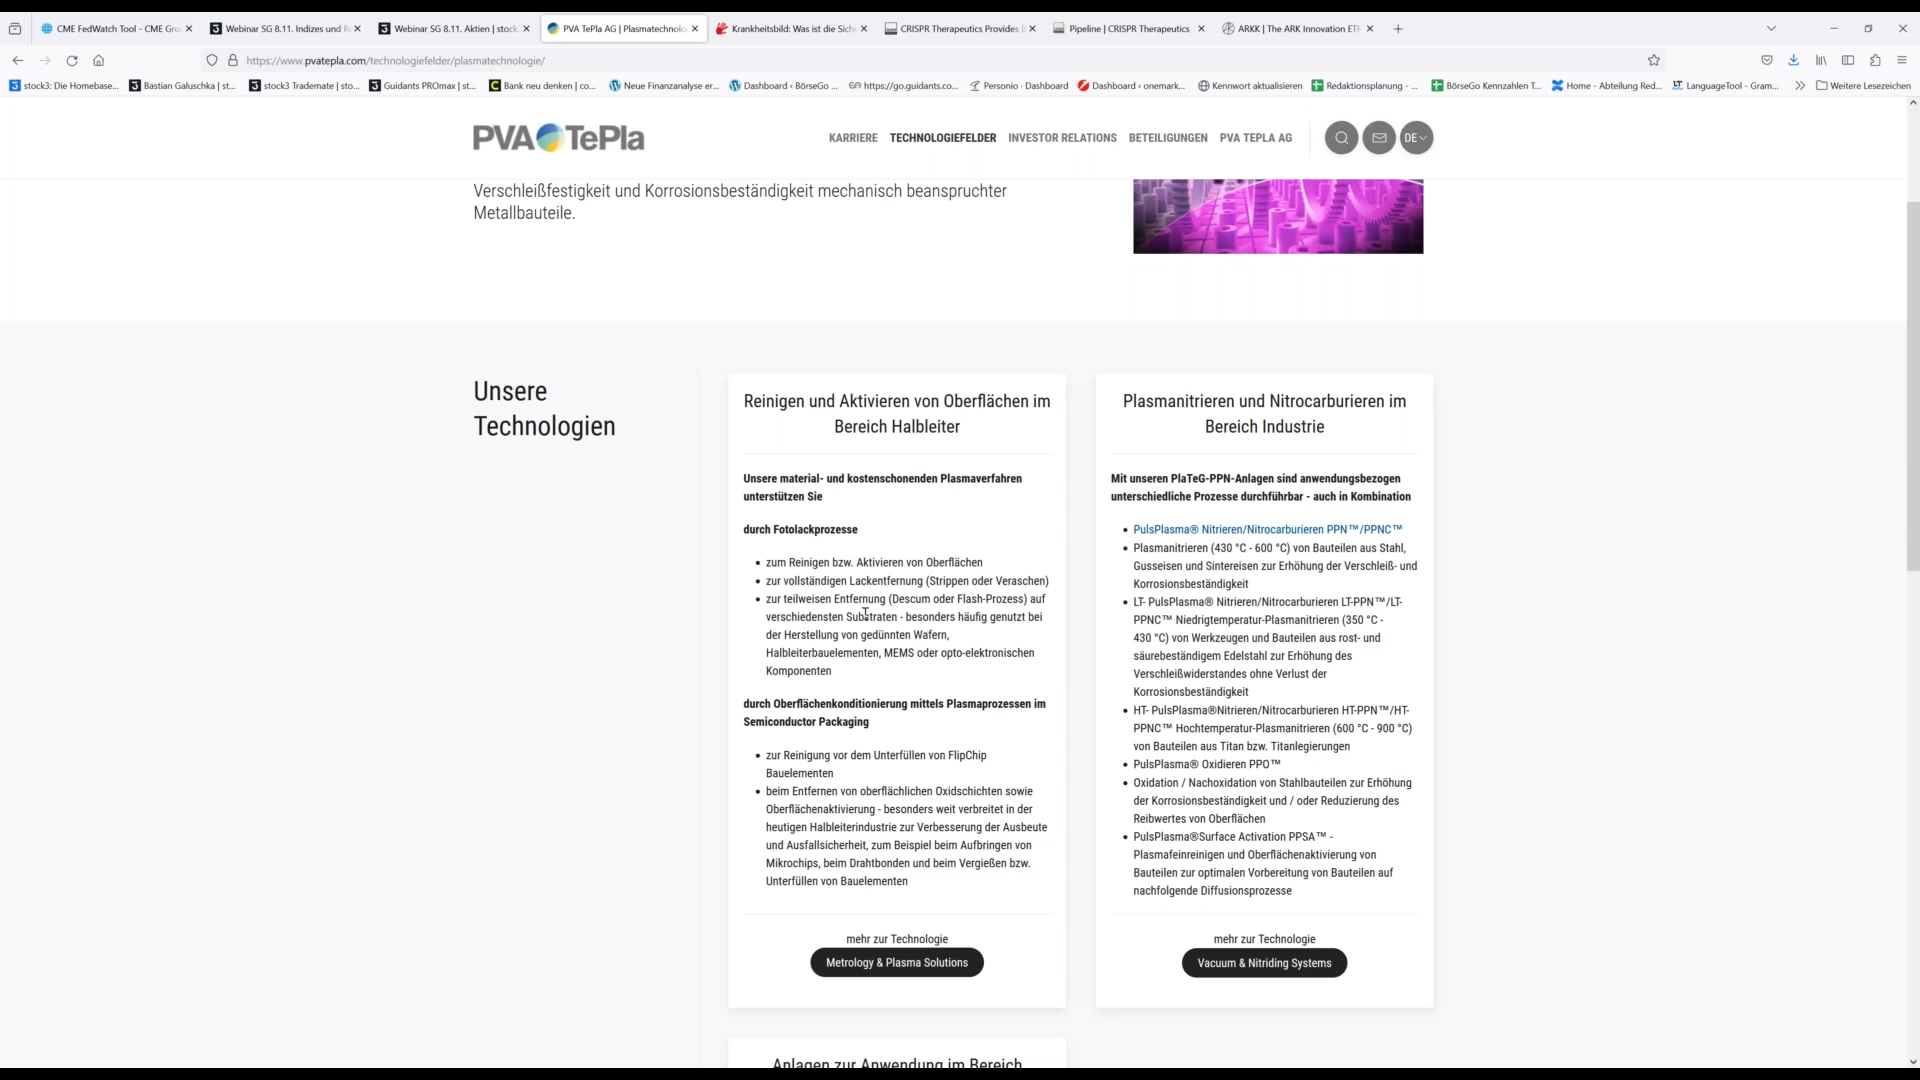 CME FedWatch Tool - CME Gro
Webinar SG 8.11. Indizes und R
Webinar SG 8.11. Aktien | stock
PVA TePla AG | Plasmatechnolo
Krankheitsbild: Was ist die Siche
CRISPR Therapeutics Provides
Pipeline | CRISPR Therapeutics
ARKK | The ARK Innovation ETF
https://www.pvatepla.com/technologiefelder/plasmatechnologie/
stock3: Die Homebase...
Bastian Galuschka | st...
stock3 Trademate | sto...
Guidants PROmax | st...
Bank neu denken | co...
Neue Finanzanalyse er...
Dashboard ‹ BörseGo ...
https://go.guidants.co...
Personio · Dashboard
Dashboard ‹ onemark...
Kennwort aktualisieren
Redaktionsplanung - ...
BörseGo Kennzahlen T...
Home - Abteilung Red...
LanguageTool - Gram...
Weitere Lesezeichen
PVA TePla
KARRIERE
TECHNOLOGIEFELDER
INVESTOR RELATIONS
BETEILIGUNGEN
PVA TEPLA AG
DE
Verschleißfestigkeit und Korrosionsbeständigkeit mechanisch beanspruchter
Metallbauteile.
Unsere
Technologien
Reinigen und Aktivieren von Oberflächen im
Bereich Halbleiter
Unsere material- und kostenschonenden Plasmaverfahren
unterstützen Sie
durch Fotolackprozesse
• zum Reinigen bzw. Aktivieren von Oberflächen
• zur vollständigen Lackentfernung (Strippen oder Veraschen)
• zur teilweisen Entfernung (Descum oder Flash-Prozess) auf
verschiedensten Substraten - besonders häufig genutzt bei
der Herstellung von gedünnten Wafern,
Halbleiterbauelementen, MEMS oder opto-elektronischen
Komponenten
durch Oberflächenkonditionierung mittels Plasmaprozessen im
Semiconductor Packaging
• zur Reinigung vor dem Unterfüllen von FlipChip
Bauelementen
• beim Entfernen von oberflächlichen Oxidschichten sowie
Oberflächenaktivierung - besonders weit verbreitet in der
heutigen Halbleiterindustrie zur Verbesserung der Ausbeute
und Ausfallsicherheit, zum Beispiel beim Aufbringen von
Mikrochips, beim Drahtbonden und beim Vergießen bzw.
Unterfüllen von Bauelementen
mehr zur Technologie
Metrology & Plasma Solutions
Plasmanitrieren und Nitrocarburieren im
Bereich Industrie
Mit unseren PlaTeG-PPN-Anlagen sind anwendungsbezogen
unterschiedliche Prozesse durchführbar - auch in Kombination
• PulsPlasma® Nitrieren/Nitrocarburieren PPN™/PPNC™
• Plasmanitrieren (430 °C - 600 °C) von Bauteilen aus Stahl,
Gusseisen und Sintereisen zur Erhöhung der Verschleiß- und
Korrosionsbeständigkeit
• LT- PulsPlasma® Nitrieren/Nitrocarburieren LT-PPN™/LT-
PPNC™ Niedrigtemperatur-Plasmanitrieren (350 °C -
430 °C) von Werkzeugen und Bauteilen aus rost- und
säurebeständigem Edelstahl zur Erhöhung des
Verschleißwiderstandes ohne Verlust der
Korrosionsbeständigkeit
• HT- PulsPlasma®Nitrieren/Nitrocarburieren HT-PPN™/HT-
PPNC™ Hochtemperatur-Plasmanitrieren (600 °C - 900 °C)
von Bauteilen aus Titan bzw. Titanlegierungen
• PulsPlasma® Oxidieren PPO™
• Oxidation / Nachoxidation von Stahlbauteilen zur Erhöhung
der Korrosionsbeständigkeit und / oder Reduzierung des
Reibwertes von Oberflächen
• PulsPlasma®Surface Activation PPSA™ -
Plasmafeinreinigen und Oberflächenaktivierung von
Bauteilen zur optimalen Vorbereitung von Bauteilen auf
nachfolgende Diffusionsprozesse
mehr zur Technologie
Vacuum & Nitriding Systems
Anlagen zur Anwendung im Bereich